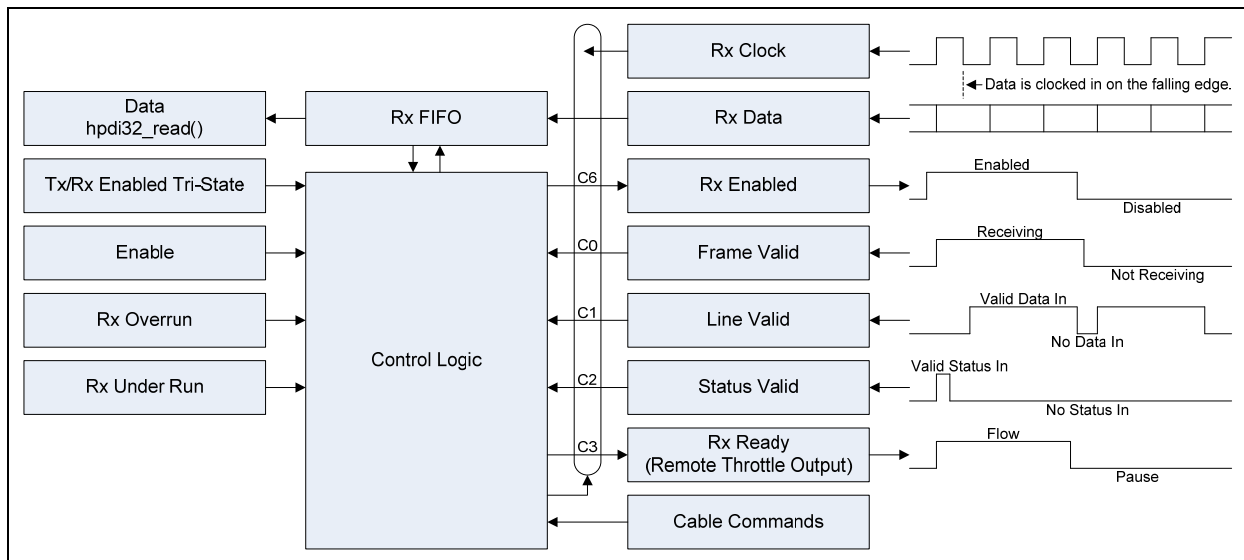 Rx Clock
Data is clocked in on the falling edge.
Data
hpdi32_read()
Rx FIFO
Rx Data
Tx/Rx Enabled Tri-State
C6
Rx Enabled
Enabled
Disabled
Enable
C0
Frame Valid
Receiving
Not Receiving
Rx Overrun
C1
Line Valid
Valid Data In
No Data In
Control Logic
Rx Under Run
C2
Status Valid
Valid Status In
No Status In
C3
Rx Ready
(Remote Throttle Output)
Flow
Pause
Cable Commands